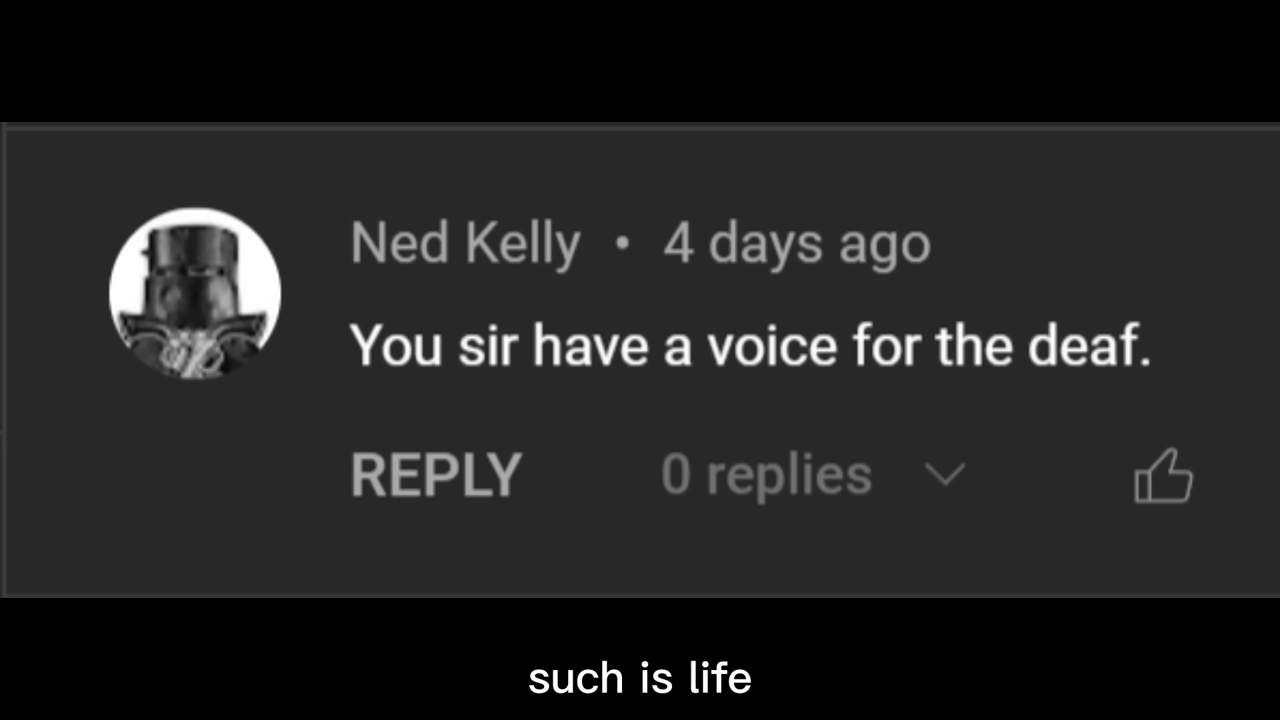 Ned Kelly • 4 days ago
You sir have a voice for the deaf.
REPLY 0 replies
such is life